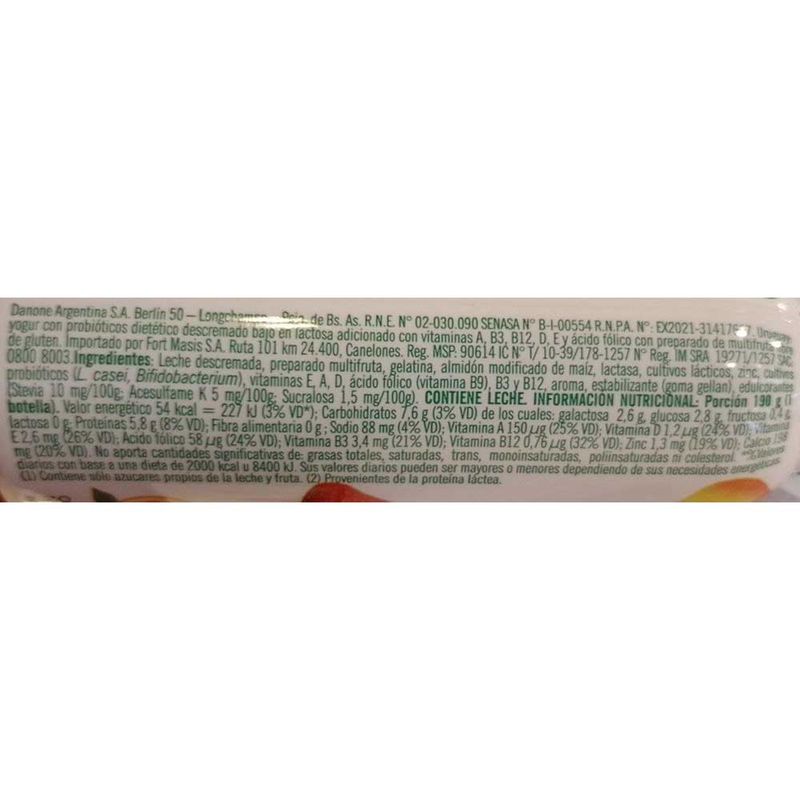 Danone Argentina S.A. Berlín 50 – Longchamps – Pcia. de Bs. As. R.N.E. N° 02-030.090 SENASA N° B-I-00554 R.N.P.A. N°: EX2021-31417
yogur con probióticos dietético descremado bajo en lactosa adicionado con vitaminas A, B3, B12, D, E y ácido fólico con preparado de multifruta
de gluten. Importado por Fort Masis S.A. Ruta 101 km 24.400, Canelones. Reg. MSP: 90614 IC N° T/ 10-39/178-1257 N° Reg. IM SRA 19271/1257 SAC
0800 8003. Ingredientes: Leche descremada, preparado multifruta, gelatina, almidón modificado de maíz, lactasa, cultivos lácticos, zinc, cultivos
probióticos (L. casei, Bifidobacterium), vitaminas E, A, D, ácido fólico (vitamina B9), B3 y B12, aroma, estabilizante (goma gellan), edulcorantes
(Stevia 10 mg/100g; Acesulfame K 5 mg/100g; Sucralosa 1,5 mg/100g). CONTIENE LECHE. INFORMACIÓN NUTRICIONAL: Porción 190 g (1
botella). Valor energético 54 kcal = 227 kJ (3% VD*); Carbohidratos 7,6 g (3% VD) de los cuales: galactosa 2,6 g, glucosa 2,8 g, fructosa 0,4 g,
lactosa 0 g; Proteínas 5,8 g (8% VD); Fibra alimentaria 0 g; Sodio 88 mg (4% VD); Vitamina A 150 µg (25% VD); Vitamina D 1,2 µg (24% VD); Vitamina
E 2,6 mg (26% VD); Ácido fólico 58 µg (24% VD); Vitamina B3 3,4 mg (21% VD); Vitamina B12 0,76 µg (32% VD); Zinc 1,3 mg (19% VD); Calcio 198
mg (20% VD). No aporta cantidades significativas de: grasas totales, saturadas, trans, monoinsaturadas, poliinsaturadas ni colesterol. *%Valores
diarios con base a una dieta de 2000 kcal u 8400 kJ. Sus valores diarios pueden ser mayores o menores dependiendo de sus necesidades energéticas.
(1) Contiene sólo azúcares propios de la leche y fruta. (2) Provenientes de la proteína láctea.